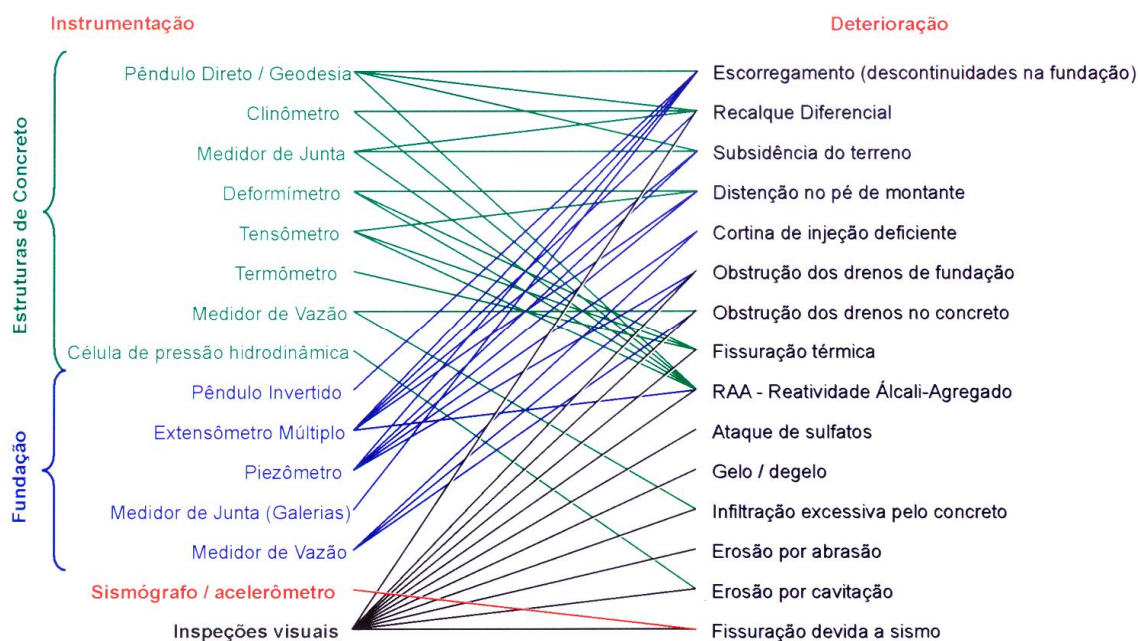 Instrumentação
Deterioração
Estruturas de Concreto
Pêndulo Direto / Geodesia
Clinômetro
Medidor de Junta
Deformímetro
Tensômetro
Termômetro
Medidor de Vazão
Célula de pressão hidrodinâmica
Fundação
Pêndulo Invertido
Extensômetro Múltiplo
Piezômetro
Medidor de Junta (Galerias)
Medidor de Vazão
Sismógrafo / acelerômetro
Inspeções visuais
Escorregamento (descontinuidades na fundação)
Recalque Diferencial
Subsidência do terreno
Distenção no pé de montante
Cortina de injeção deficiente
Obstrução dos drenos de fundação
Obstrução dos drenos no concreto
Fissuração térmica
RAA - Reatividade Álcali-Agregado
Ataque de sulfatos
Gelo / degelo
Infiltração excessiva pelo concreto
Erosão por abrasão
Erosão por cavitação
Fissuração devida a sismo